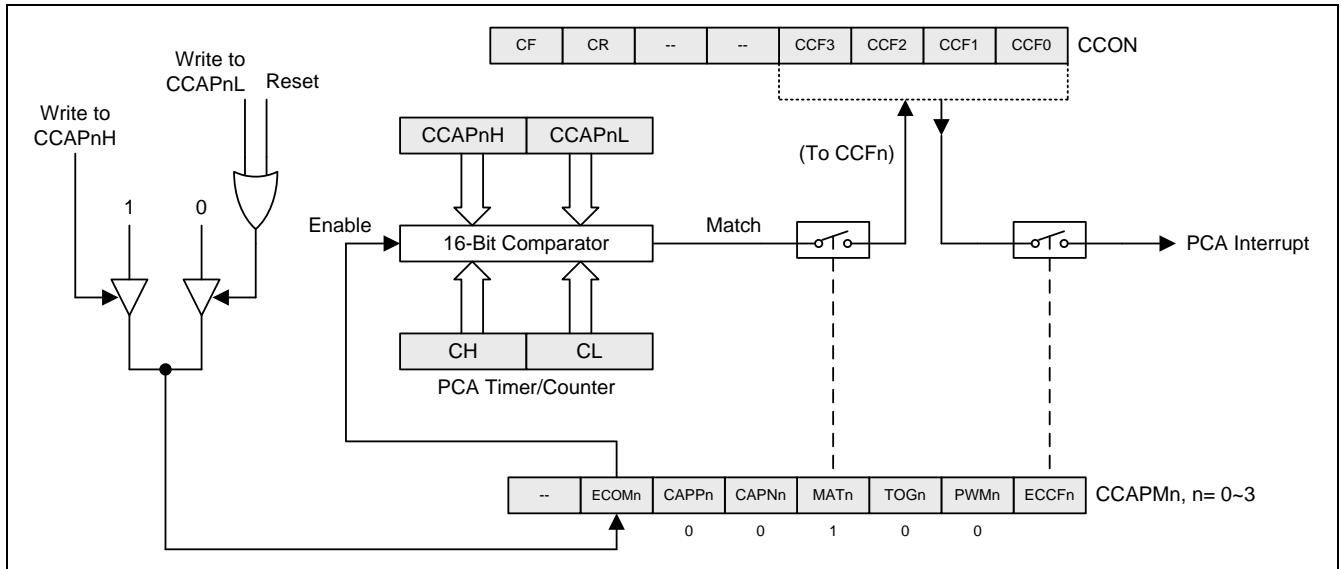 CF CR -- -- CCF3 CCF2 CCF1 CCF0 CCON
Write to
CCAPnL
Reset
Write to
CCAPnH
CCAPnH CCAPnL
(To CCFn)
1 0
Enable
16-Bit Comparator
Match
PCA Interrupt
CH CL
PCA Timer/Counter
-- ECOMn CAPPn CAPNn MATn TOGn PWMn ECCFn CCAPMn, n= 0~3
0 0 1 0 0